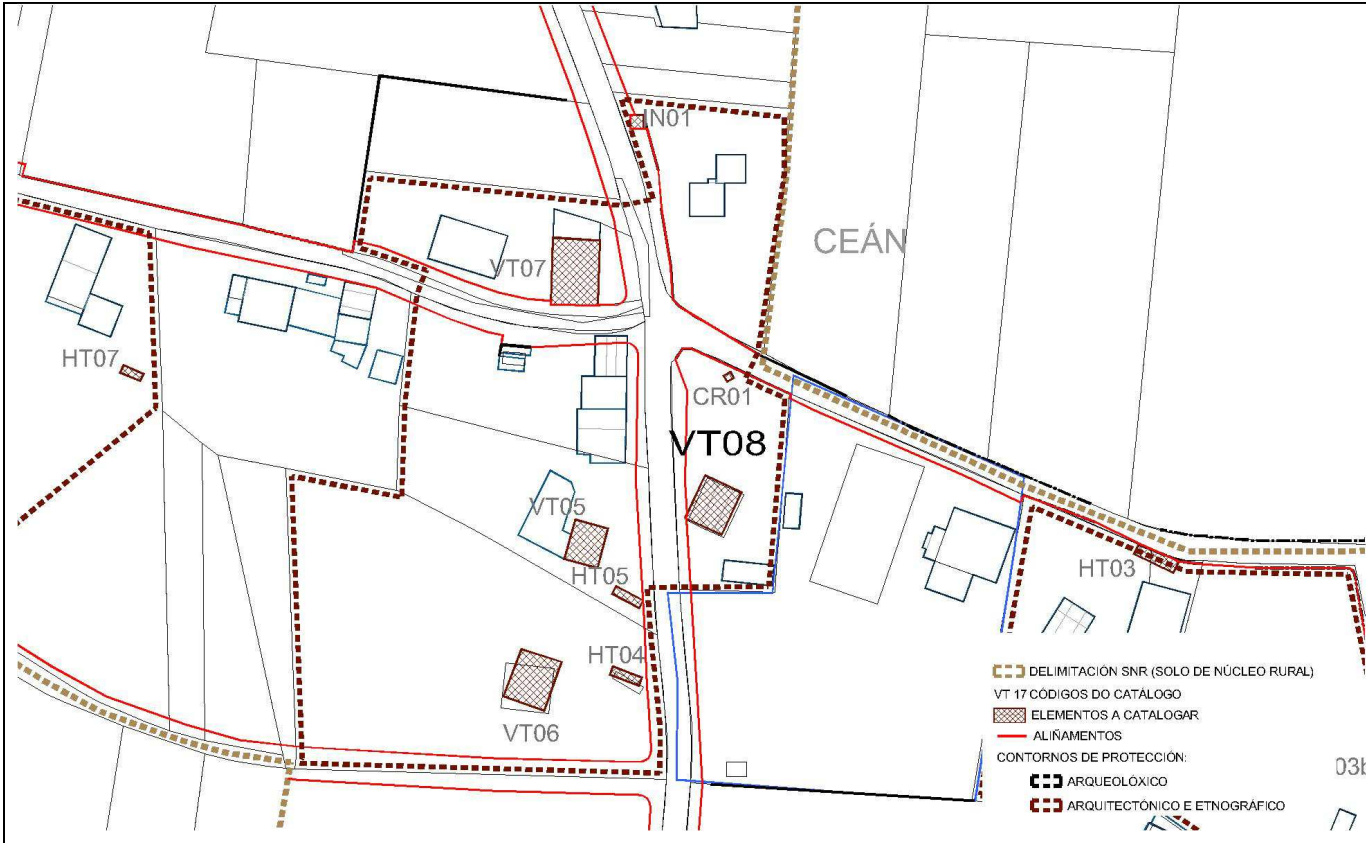 IN01
CEÁN
VT07
HT07
CR01
VT08
VT05
HT05
HT03
HT04
VT06
DELIMITACIÓN SNR (SOLO DE NÚCLEO RURAL)
VT 17 CÓDIGOS DO CATÁLOGO
ELEMENTOS A CATALOGAR
ALIÑAMENTOS
CONTORNOS DE PROTECCIÓN:
03b
ARQUEOLÓXICO
ARQUITECTÓNICO E ETNOGRÁFICO